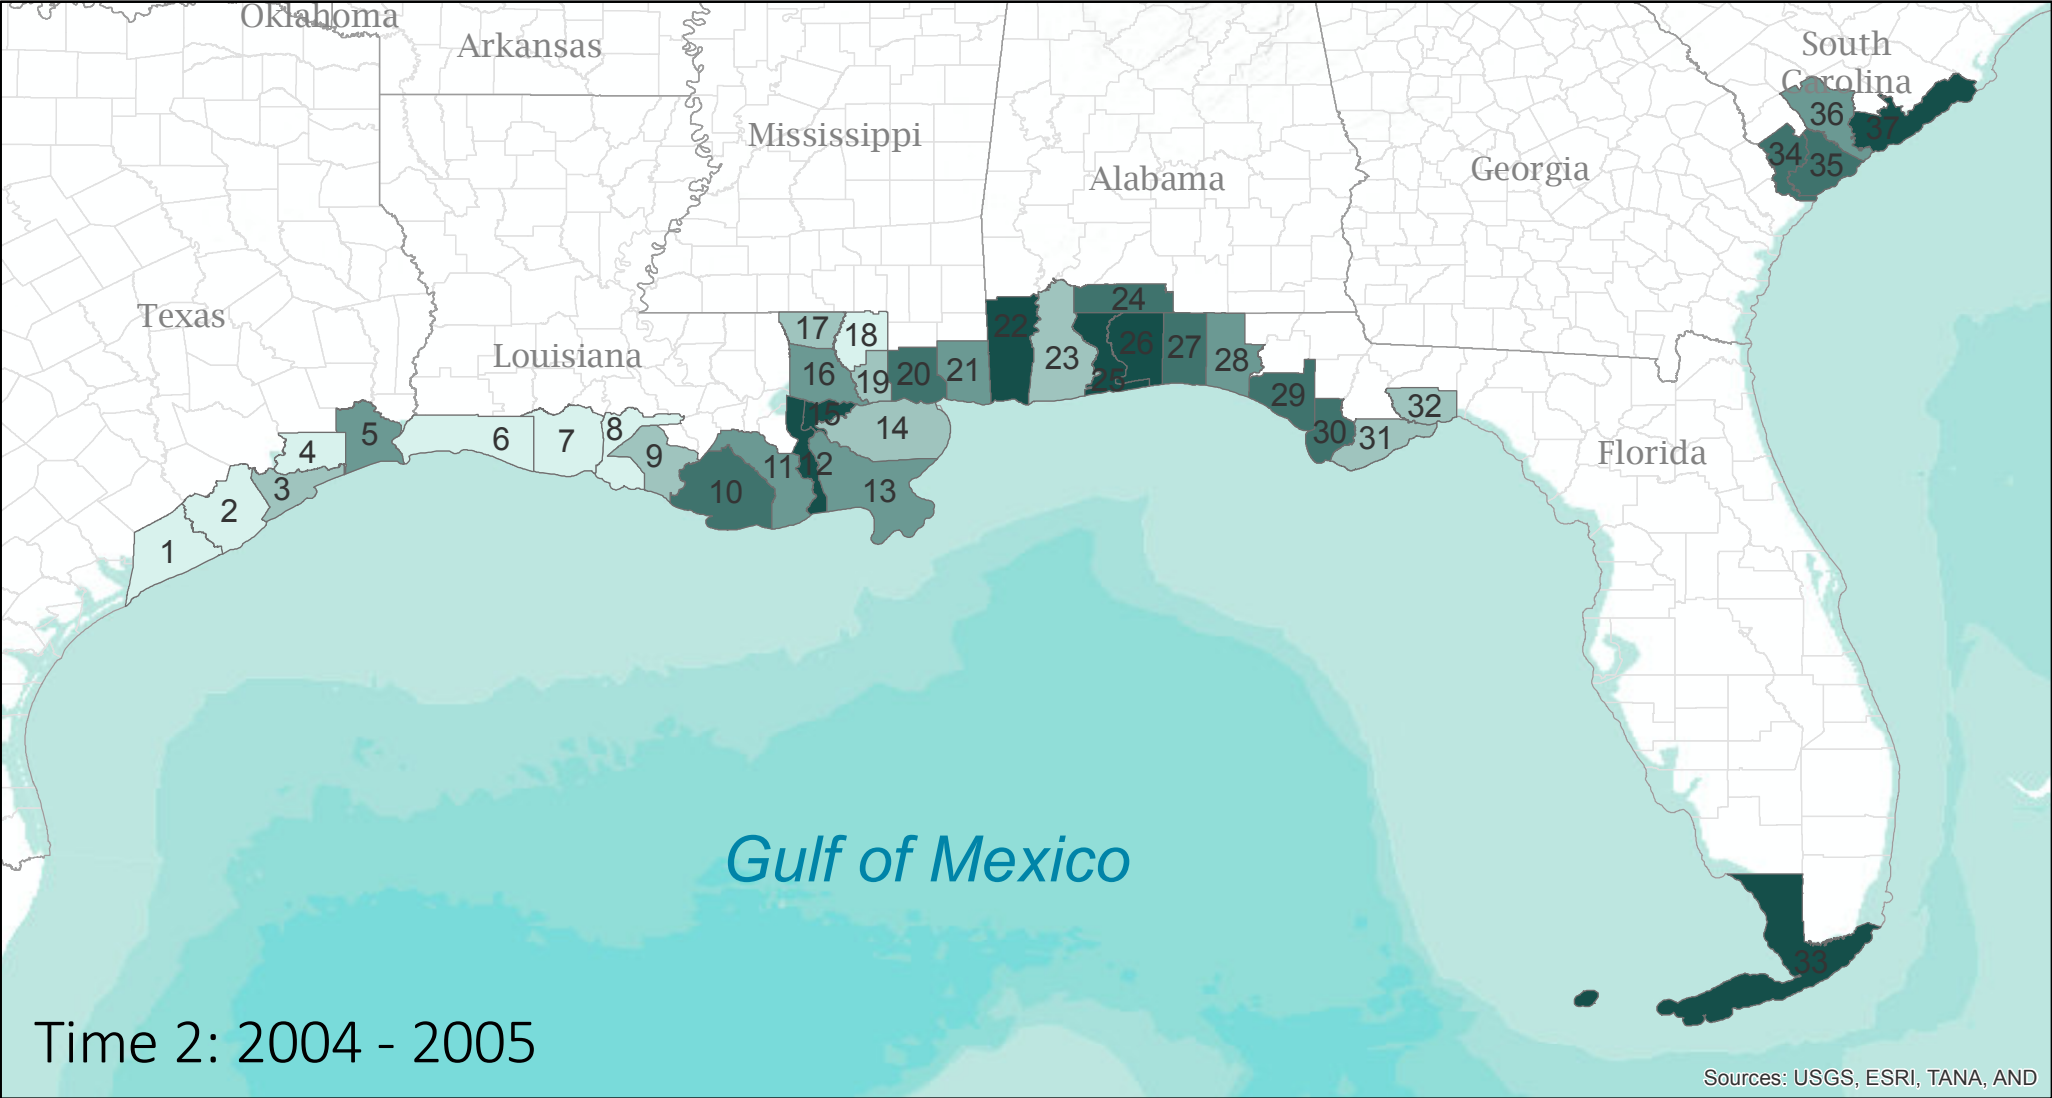 Oklahoma
Arkansas
South
Carolina
Mississippi
Alabama
Georgia
Texas
Louisiana
Florida
36
37
34
35
24
22
17
18
26
27
28
23
16
19
20
21
25
29
32
30
31
15
14
5
6
7
8
9
4
3
2
1
10
11
12
13
33
Gulf of Mexico
Time 2: 2004 - 2005
Sources: USGS, ESRI, TANA, AND